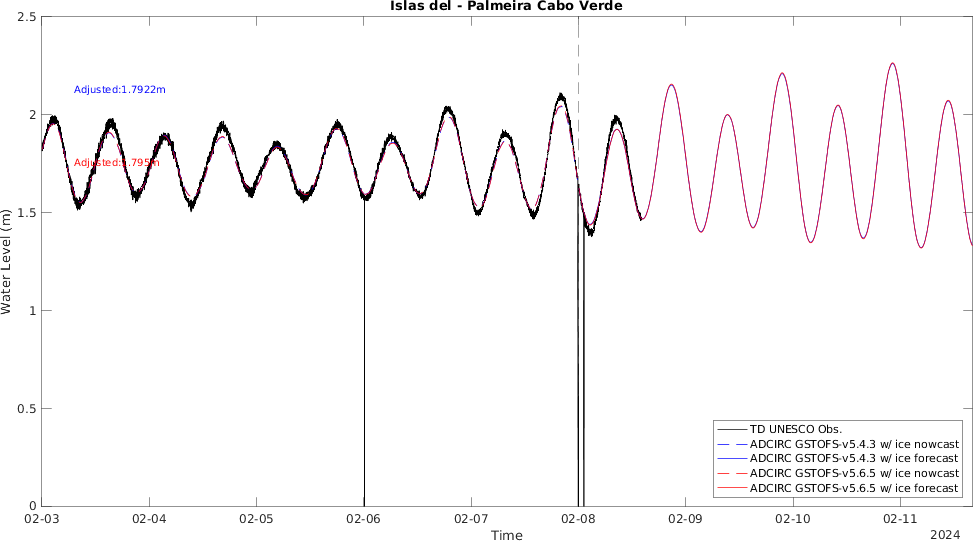 Islas del - Palmeira Cabo Verde
2.5
2
1.5
1
0.5
0
Water Level (m)
Adjusted:1.7922m
Adjusted:1.795m
TD UNESCO Obs.
ADCIRC GSTOFS-v5.4.3 w/ ice nowcast
ADCIRC GSTOFS-v5.4.3 w/ ice forecast
ADCIRC GSTOFS-v5.6.5 w/ ice nowcast
ADCIRC GSTOFS-v5.6.5 w/ ice forecast
02-03 02-04 02-05 02-06 02-07 02-08 02-09 02-10 02-11
Time
2024